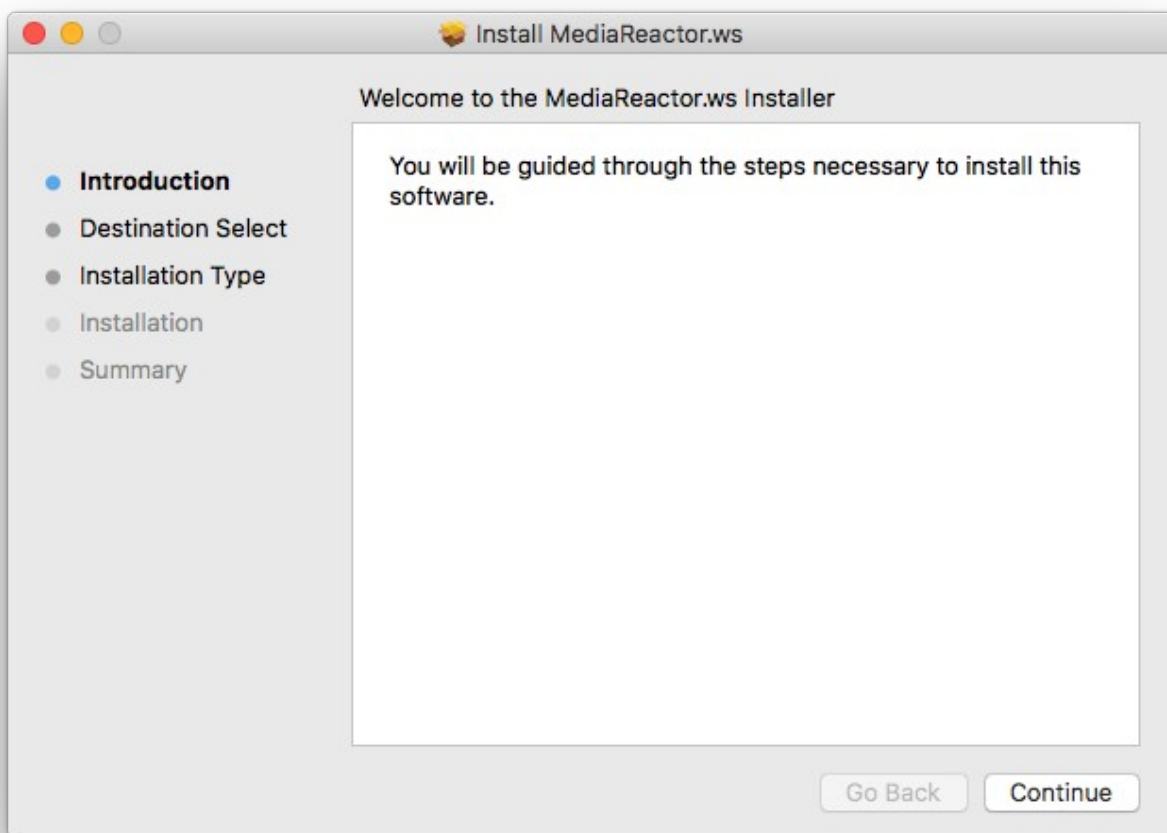 Install MediaReactor.ws
Welcome to the MediaReactor.ws Installer
Introduction
Destination Select
Installation Type
Installation
Summary
You will be guided through the steps necessary to install this
software.
Go Back
Continue